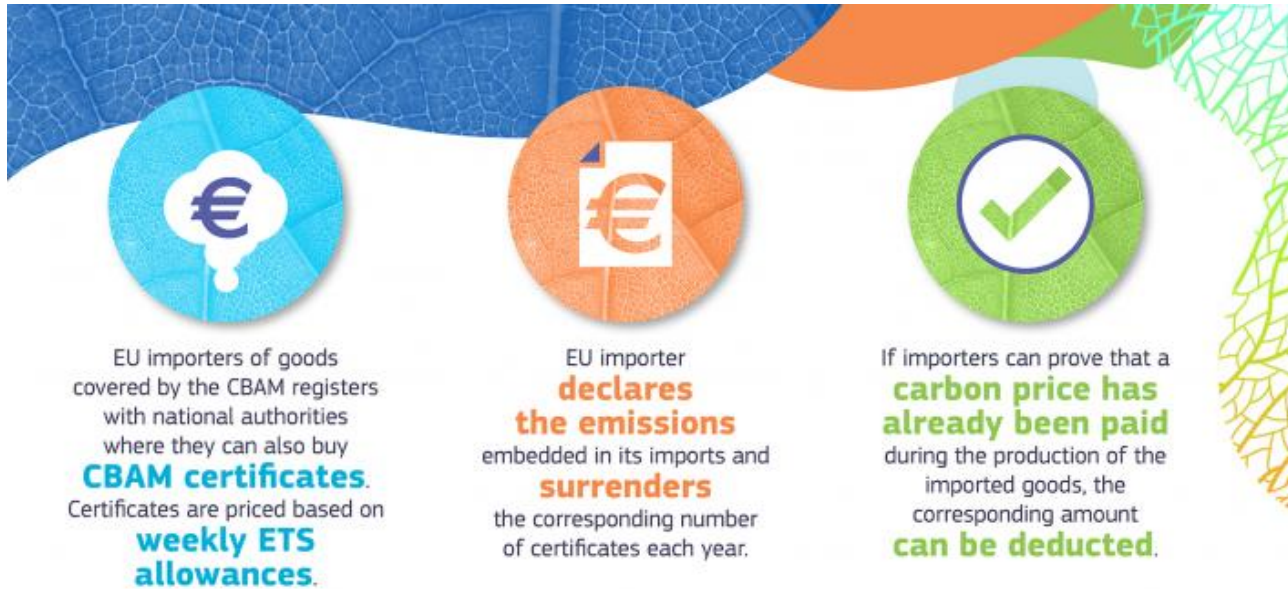 €
EU importers of goods
covered by the CBAM registers
with national authorities
where they can also buy
CBAM certificates.
Certificates are priced based on
weekly ETS
allowances.
€
EU importer
declares
the emissions
embedded in its imports and
surrenders
the corresponding number
of certificates each year.
If importers can prove that a
carbon price has
already been paid
during the production of the
imported goods, the
corresponding amount
can be deducted.